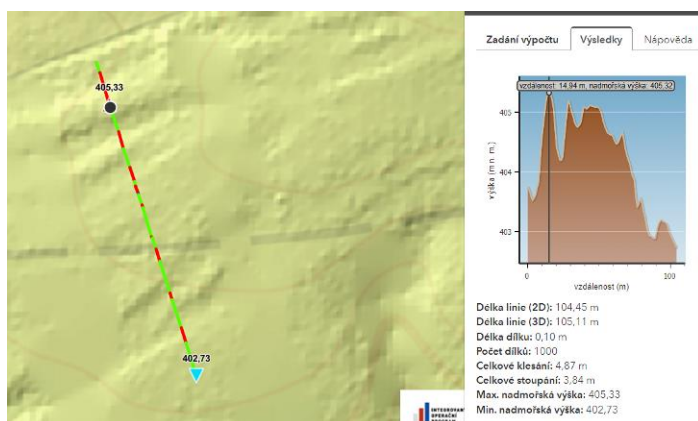 405,33
402,73
INTEGROVANÝ
OPERAČNÍ
PROGRAM
Zadání výpočtu
Výsledky
Nápověda
vzdálenost: 14,94 m, nadmořská výška: 405,32
405
404
403
výška (m n. m.)
0
100
vzdálenost (m)
Délka linie (2D): 104,45 m
Délka linie (3D): 105,11 m
Délka dílku: 0,10 m
Počet dílků: 1000
Celkové klesání: 4,87 m
Celkové stoupání: 3,84 m
Max. nadmořská výška: 405,33
Min. nadmořská výška: 402,73